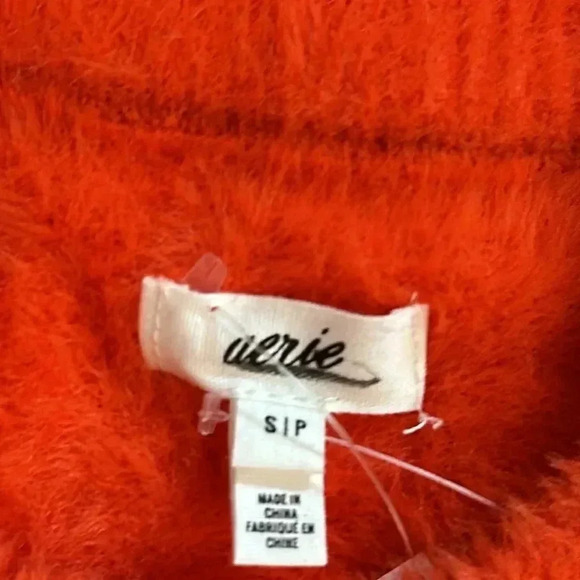 aerie
S|P
MADE IN
CHINA
FABRIQUÉ EN
CHINE